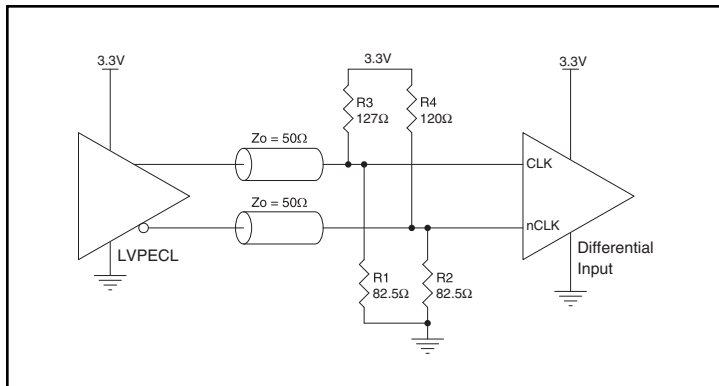 3.3V
3.3V
3.3V
R3
127Ω
R4
120Ω
Zo = 50Ω
CLK
Zo = 50Ω
nCLK
LVPECL
Differential
Input
R1
82.5Ω
R2
82.5Ω